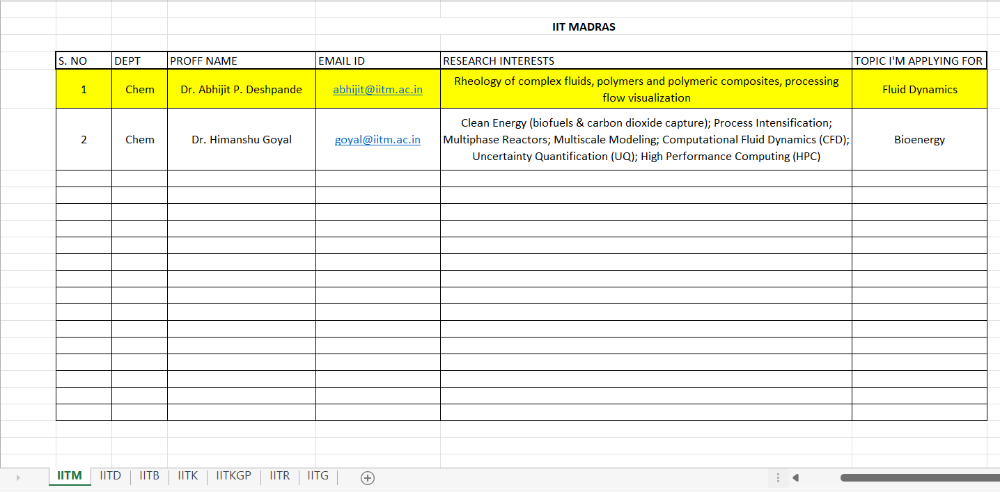 IIT MADRAS
S. NO DEPT PROFF NAME EMAIL ID RESEARCH INTERESTS TOPIC I'M APPLYING FOR
1 Chem Dr. Abhijit P. Deshpande abhijit@iitm.ac.in Rheology of complex fluids, polymers and polymeric composites, processing
flow visualization Fluid Dynamics
2 Chem Dr. Himanshu Goyal goyal@iitm.ac.in Clean Energy (biofuels & carbon dioxide capture); Process Intensification;
Multiphase Reactors; Multiscale Modeling; Computational Fluid Dynamics (CFD);
Uncertainty Quantification (UQ); High Performance Computing (HPC) Bioenergy
IITM IITD IITB IITK IITKGP IITR IITG